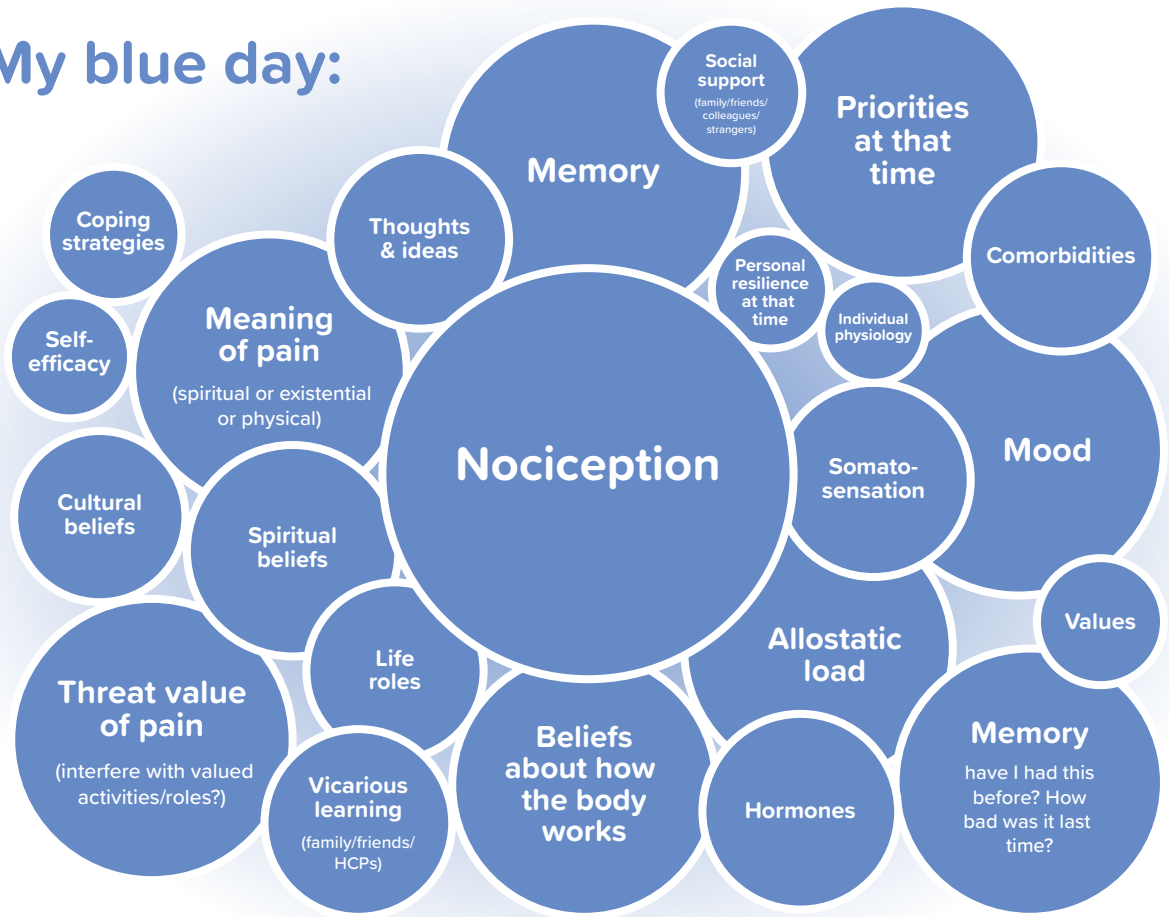 My blue day:
Social
support
(family/friends/
colleagues/
strangers)
Priorities
at that
time
Memory
Coping
strategies
Thoughts
& ideas
Comorbidities
Personal
resilience
at that
time
Individual
physiology
Self-
efficacy
Meaning
of pain
(spiritual or existential
or physical)
Nociception
Somato-
sensation
Mood
Cultural
beliefs
Spiritual
beliefs
Values
Life
roles
Allostatic
load
Threat value
of pain
(interfere with valued
activities/roles?)
Vicarious
learning
(family/friends/
HCPs)
Beliefs
about how
the body
works
Hormones
Memory
have I had this
before? How
bad was it last
time?